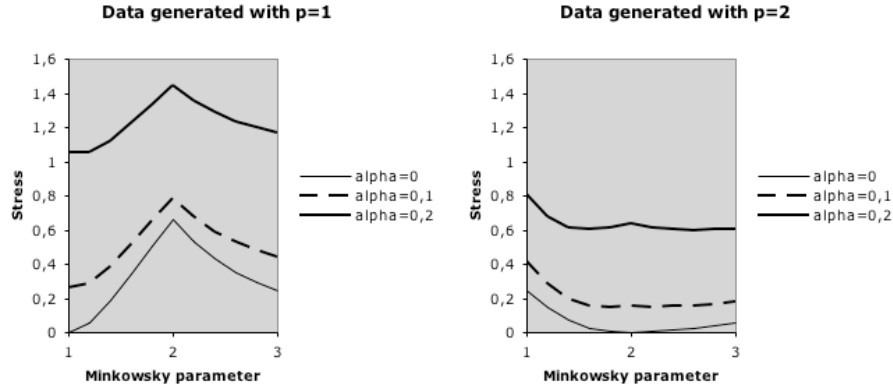 Data generated with p=1
1,6
1,4
1,2
1
0,8
0,6
0,4
0,2
0
Stress
1 2 3
Minkowsky parameter
alpha=0
alpha=0,1
alpha=0,2
Data generated with p=2
1,6
1,4
1,2
1
0,8
0,6
0,4
0,2
0
Stress
1 2 3
Minkowsky parameter
alpha=0
alpha=0,1
alpha=0,2